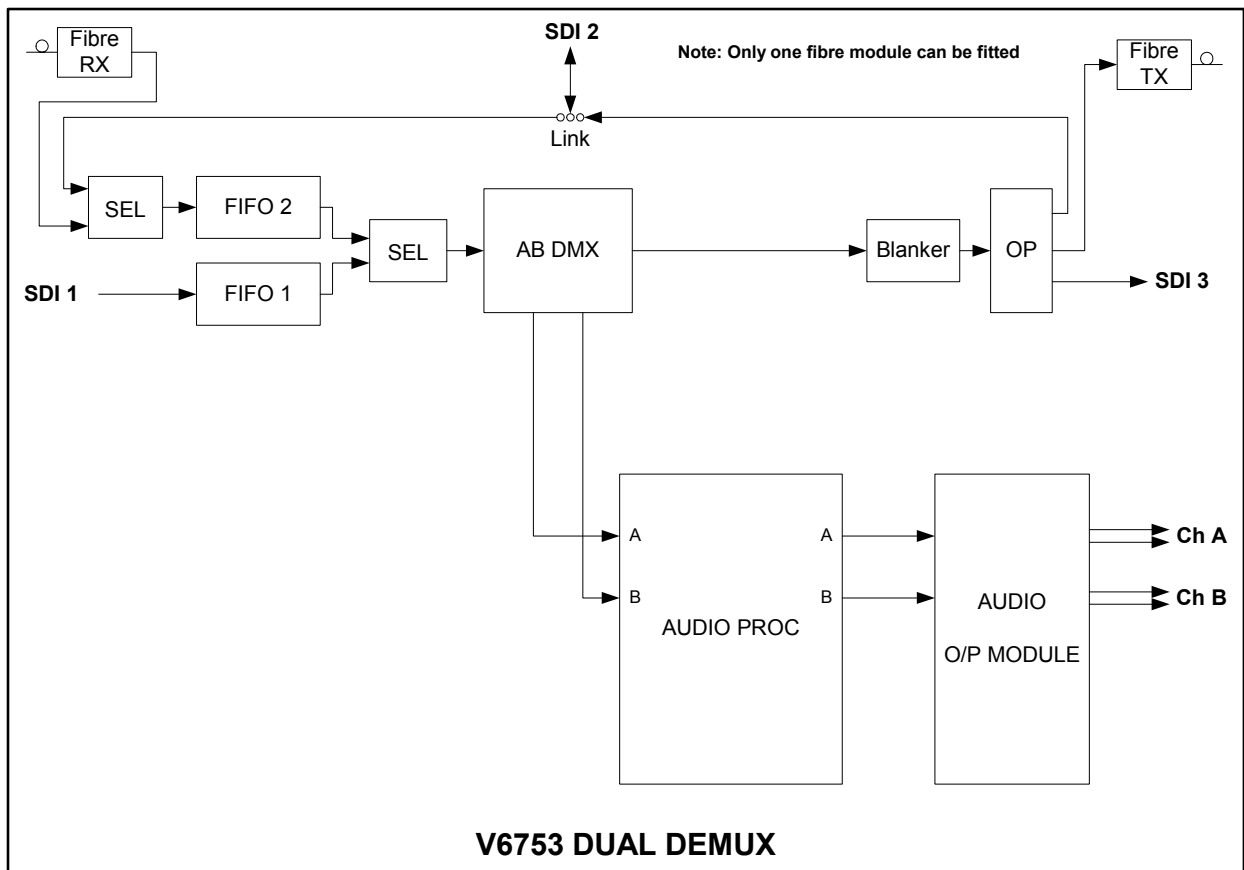 Fibre
RX
SDI 2
Note: Only one fibre module can be fitted
Fibre
TX
Link
SEL
FIFO 2
SEL
AB DMX
Blanker
OP
SDI 1
FIFO 1
SDI 3
A
A
Ch A
B
B
Ch B
AUDIO PROC
AUDIO
O/P MODULE
V6753 DUAL DEMUX